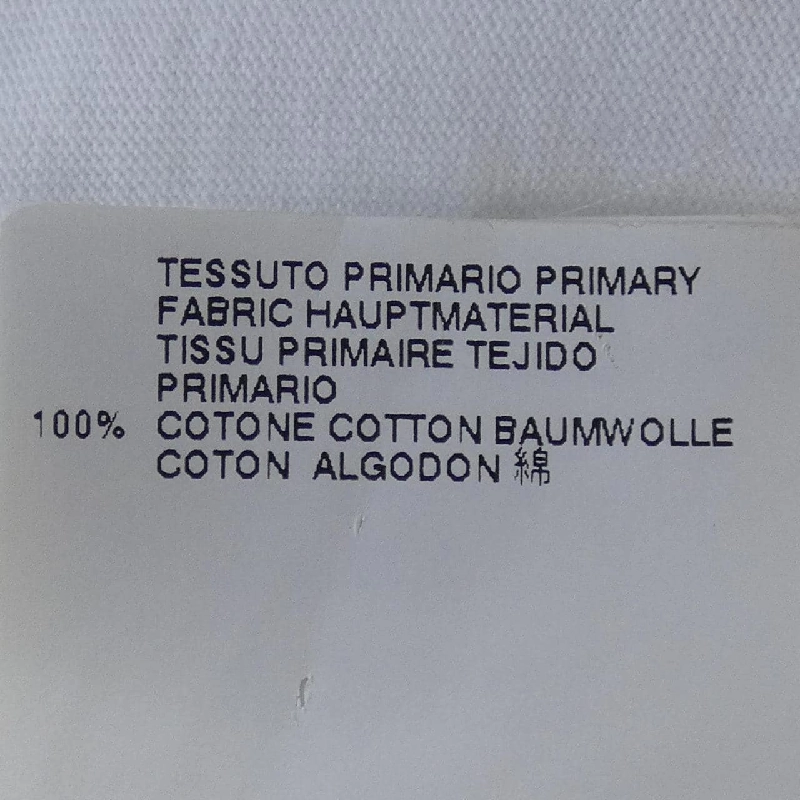 TESSUTO PRIMARIO PRIMARY
FABRIC HAUPTMATERIAL
TISSU PRIMAIRE TEJIDO
PRIMARIO
100% COTONE COTTON BAUMWOLLE
COTON ALGODON 綿